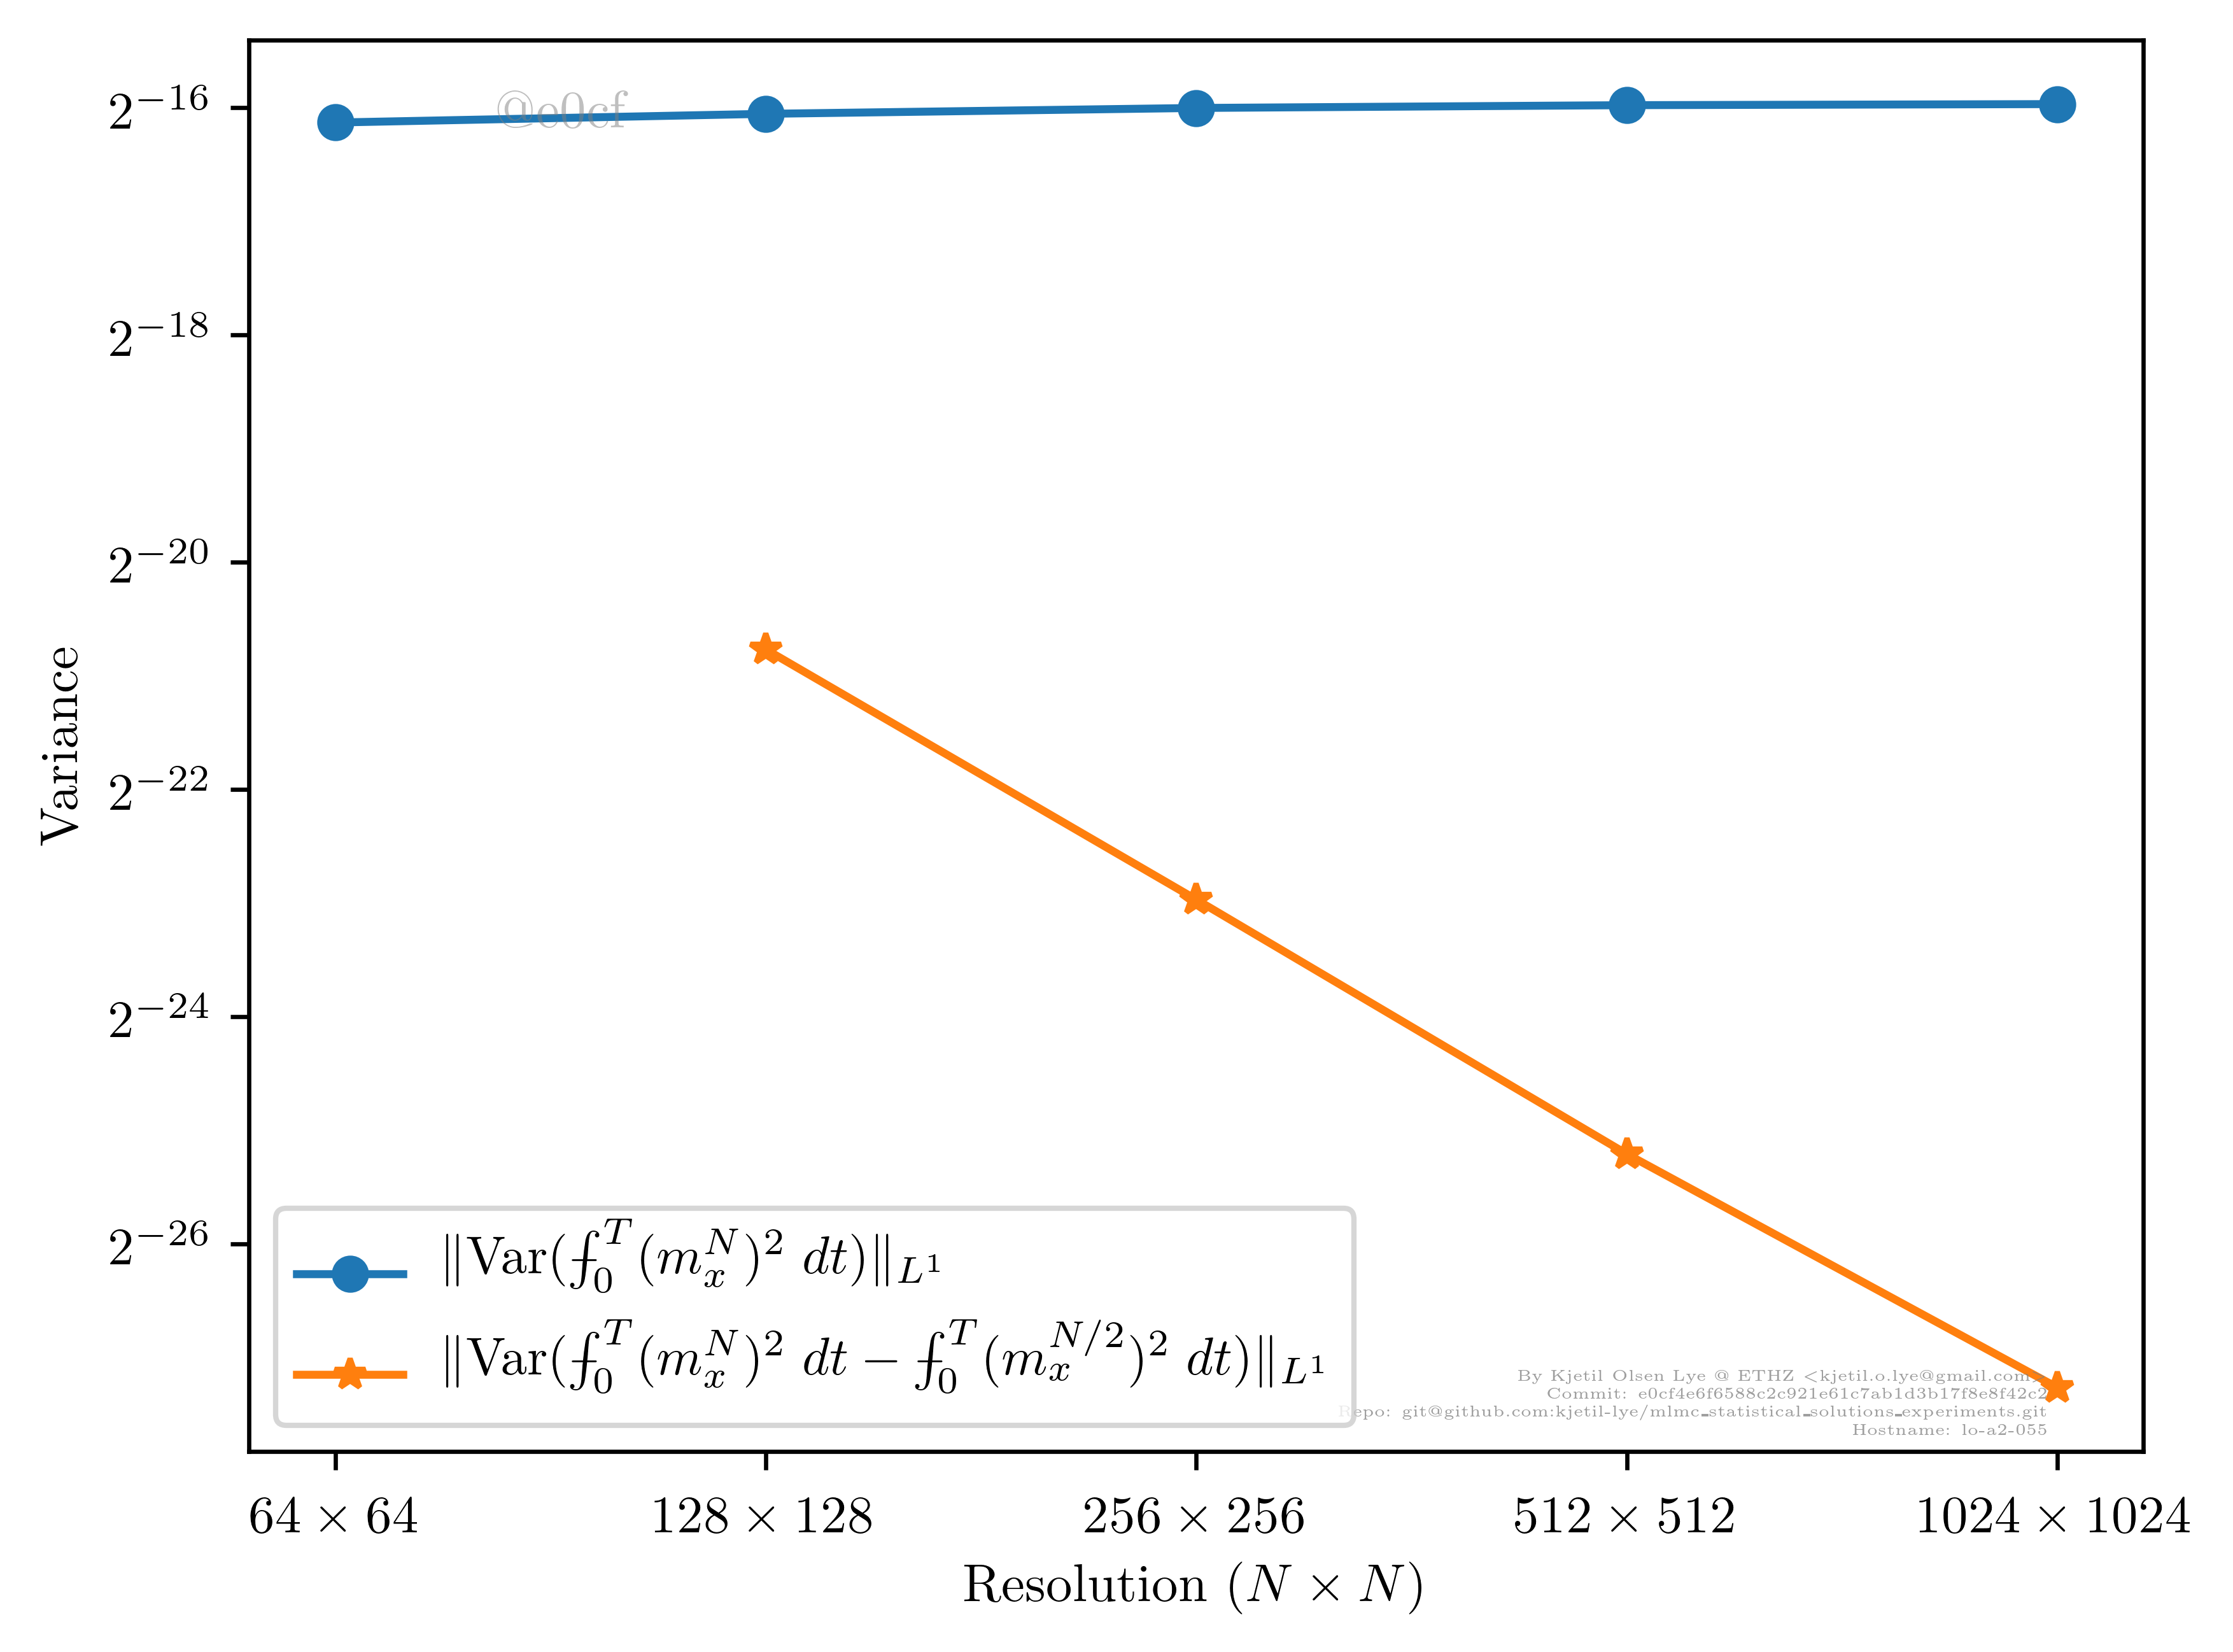 ©e0cf
2^{-16}
2^{-18}
2^{-20}
2^{-22}
2^{-24}
2^{-26}
Variance
‖Var(⨍_0^T (m_x^N)^2 dt)‖_{L^1}
‖Var(⨍_0^T (m_x^N)^2 dt − ⨍_0^T (m_x^{N/2})^2 dt)‖_{L^1}
By Kjetil Olsen Lye @ ETHZ <kjetil.o.lye@gmail.com>
Commit: e0cf4e6f6588c2c921e61c7ab1d3b17f8e8f42c2
Repo: git@github.com:kjetil-lye/mlmc_statistical_solutions_experiments.git
Hostname: lo-a2-055
64 × 64
128 × 128
256 × 256
512 × 512
1024 × 1024
Resolution (N × N)